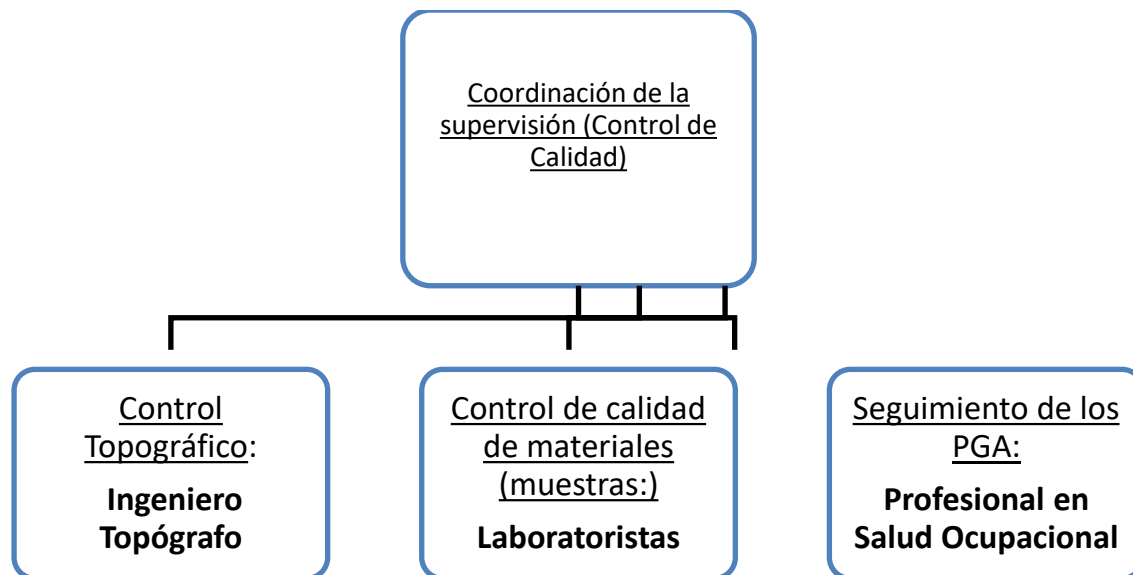 Coordinación de la
supervisión (Control de
Calidad)
Control
Topográfico:
Ingeniero
Topógrafo
Control de calidad
de materiales
(muestras:)
Laboratoristas
Seguimiento de los
PGA:
Profesional en
Salud Ocupacional